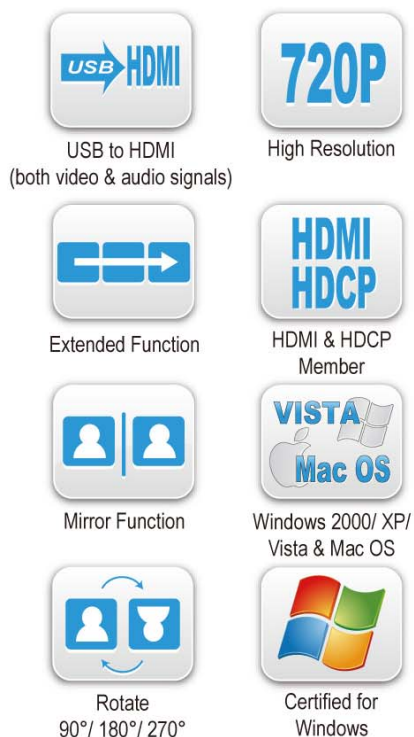 USB HDMI
USB to HDMI
(both video & audio signals)
720P
High Resolution
Extended Function
HDMI
HDCP
HDMI & HDCP
Member
Mirror Function
VISTA
Mac OS
Windows 2000/ XP/
Vista & Mac OS
Rotate
90°/ 180°/ 270°
Certified for
Windows